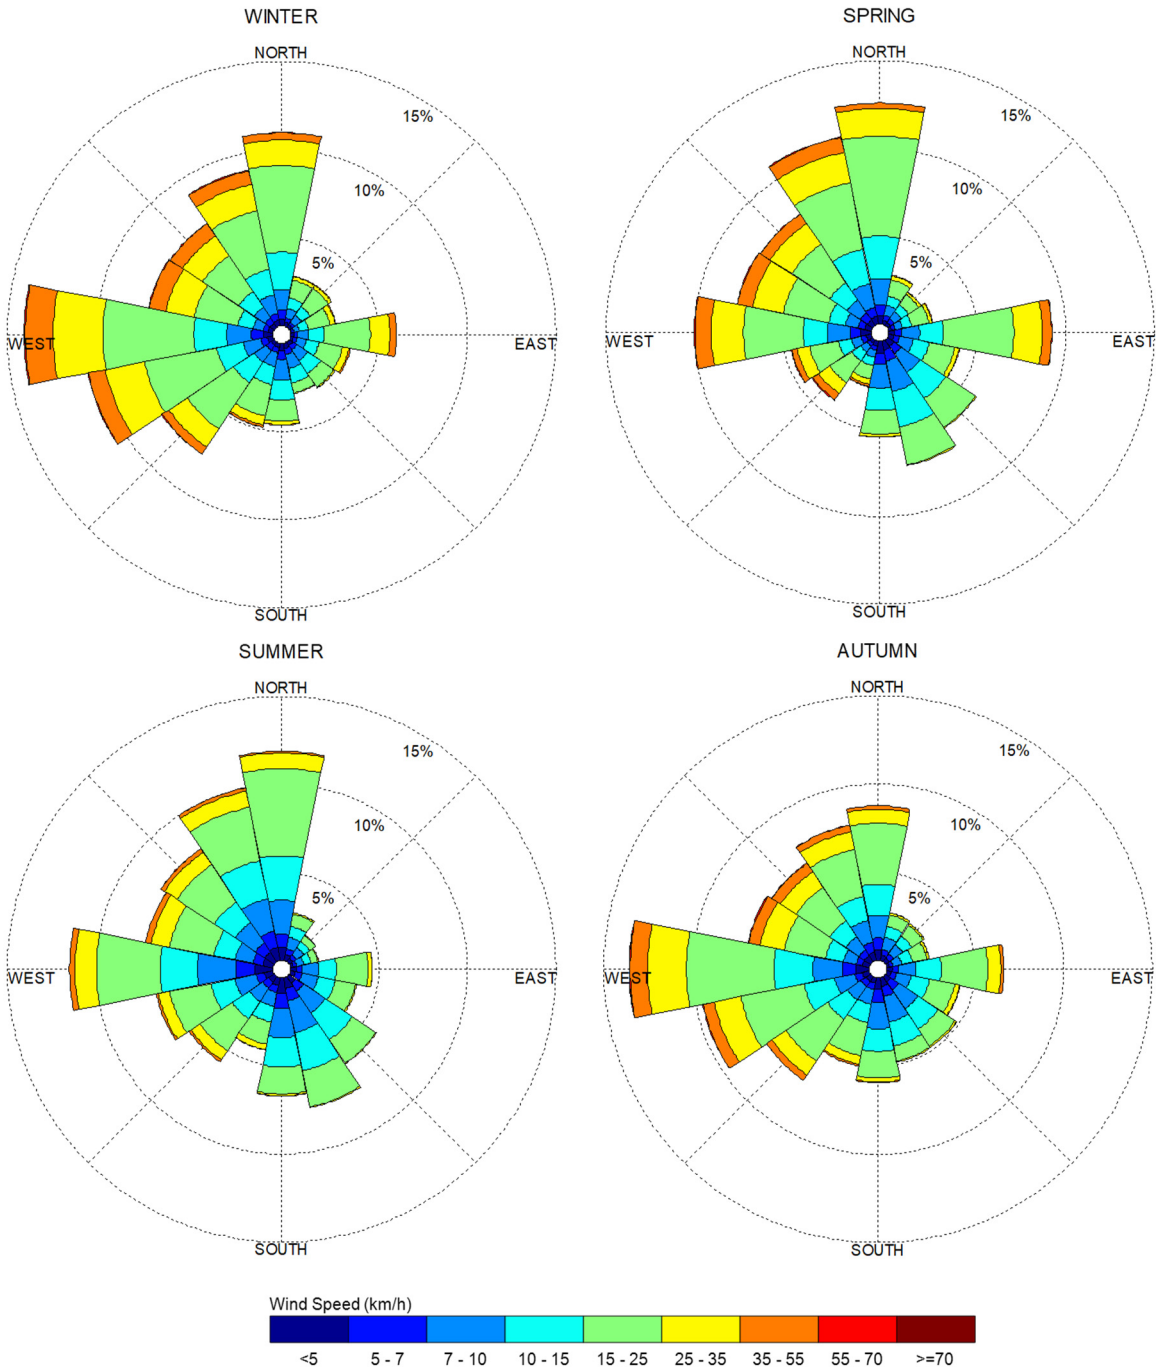 WINTER
NORTH
15%
10%
5%
WEST
EAST
SOUTH
SPRING
NORTH
15%
10%
5%
WEST
EAST
SOUTH
SUMMER
NORTH
15%
10%
5%
WEST
EAST
SOUTH
AUTUMN
NORTH
15%
10%
5%
WEST
EAST
SOUTH
Wind Speed (km/h)
<5 5 - 7 7 - 10 10 - 15 15 - 25 25 - 35 35 - 55 55 - 70 >=70